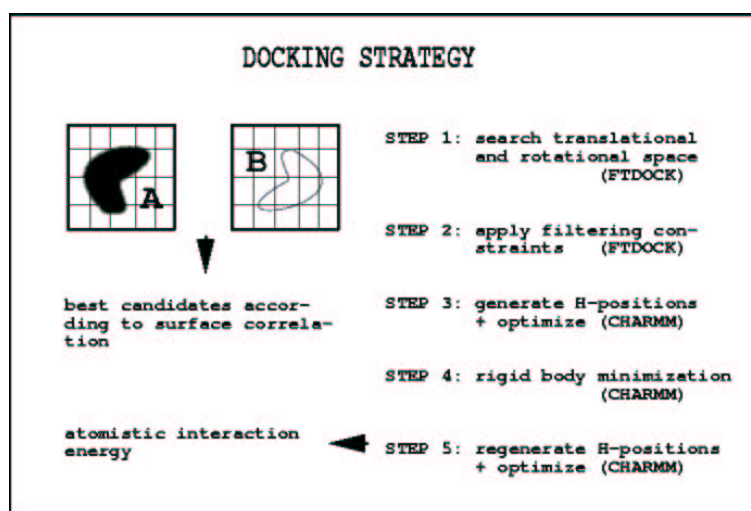 DOCKING STRATEGY
A
B
best candidates accor-
ding to surface correla-
tion
atomistic interaction
energy
STEP 1: search translational
and rotational space
(FTDOCK)
STEP 2: apply filtering con-
straints (FTDOCK)
STEP 3: generate H-positions
+ optimize (CHARMM)
STEP 4: rigid body minimization
(CHARMM)
STEP 5: regenerate H-positions
+ optimize (CHARMM)